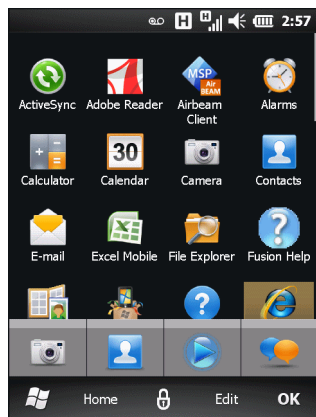 H H 2:57
ActiveSync Adobe Reader Airbeam Client Alarms
MSP
Air
BEAM
30
Calculator Calendar Camera Contacts
E-mail Excel Mobile File Explorer Fusion Help
Home Edit OK